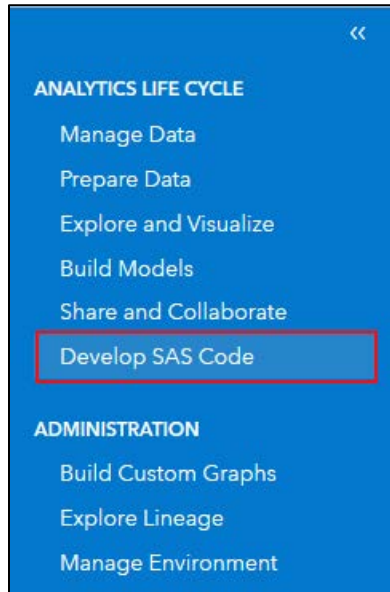 «
ANALYTICS LIFE CYCLE
Manage Data
Prepare Data
Explore and Visualize
Build Models
Share and Collaborate
Develop SAS Code
ADMINISTRATION
Build Custom Graphs
Explore Lineage
Manage Environment